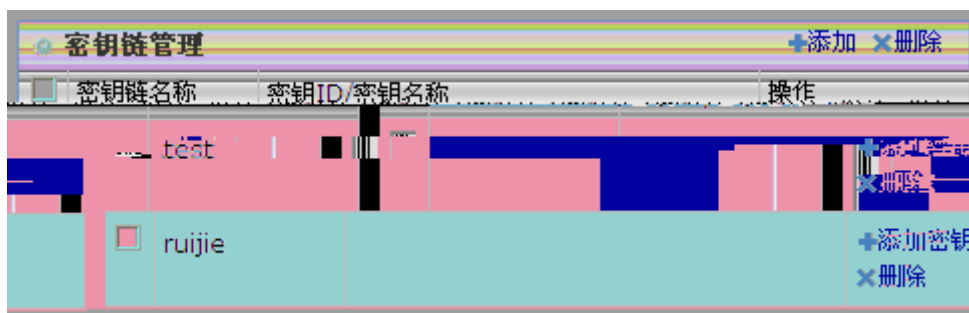 密钥链管理 添加 删除
密钥链名称 密钥ID/密钥名称 操作
test
删除
ruijie 添加密钥
删除